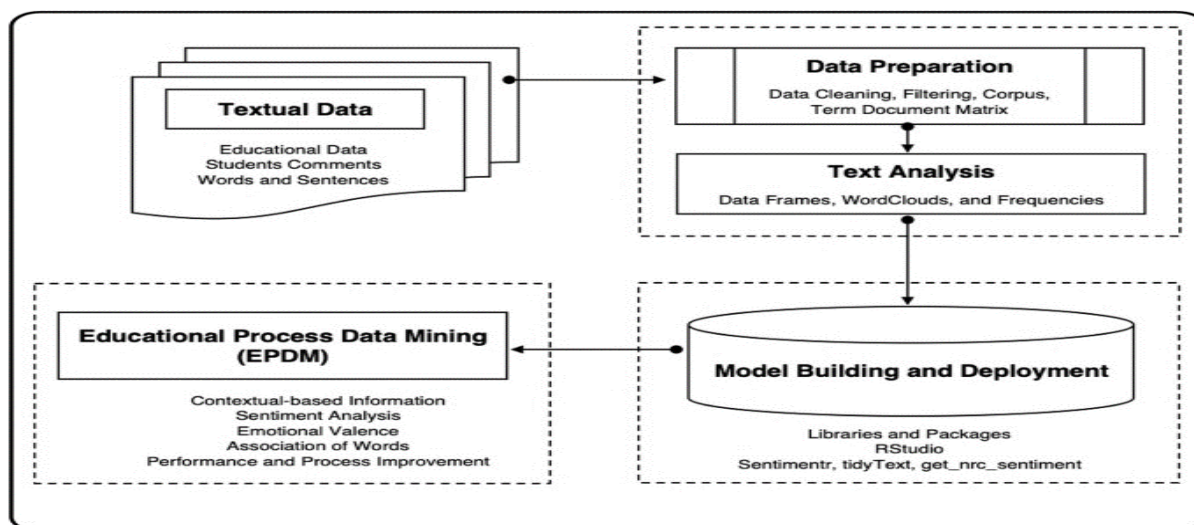 Textual Data
Educational Data
Students Comments
Words and Sentences
Data Preparation
Data Cleaning, Filtering, Corpus,
Term Document Matrix
Text Analysis
Data Frames, WordClouds, and Frequencies
Model Building and Deployment
Libraries and Packages
RStudio
Sentimentr, tidyText, get_nrc_sentiment
Educational Process Data Mining
(EPDM)
Contextual-based Information
Sentiment Analysis
Emotional Valence
Association of Words
Performance and Process Improvement